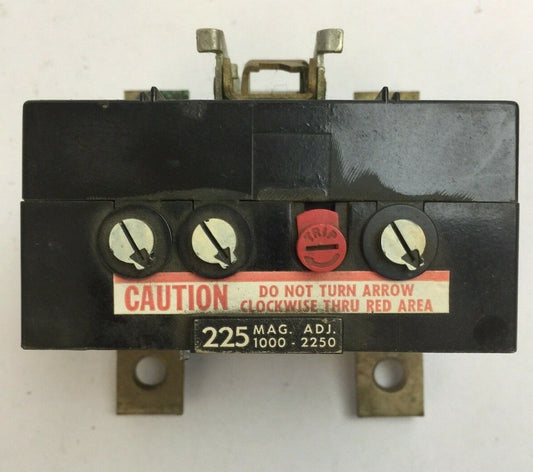 TRIP
CAUTION DO NOT TURN ARROW
CLOCKWISE THRU RED AREA
225 MAG. ADJ.
1000 - 2250